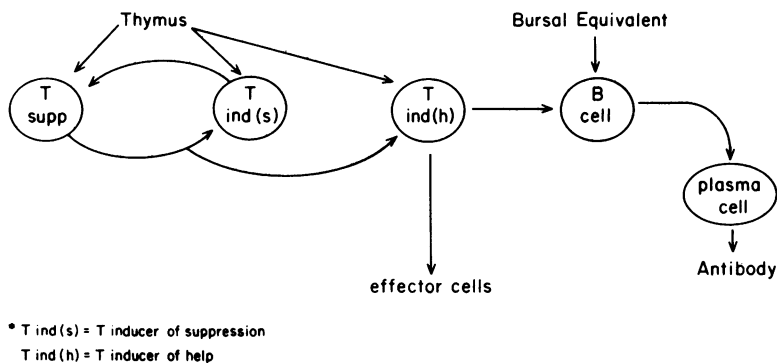 Thymus
Bursal Equivalent
T
supp
T
ind(s)
T
ind(h)
B
cell
plasma
cell
effector cells
Antibody
* T ind(s) = T inducer of suppression
T ind(h) = T inducer of help